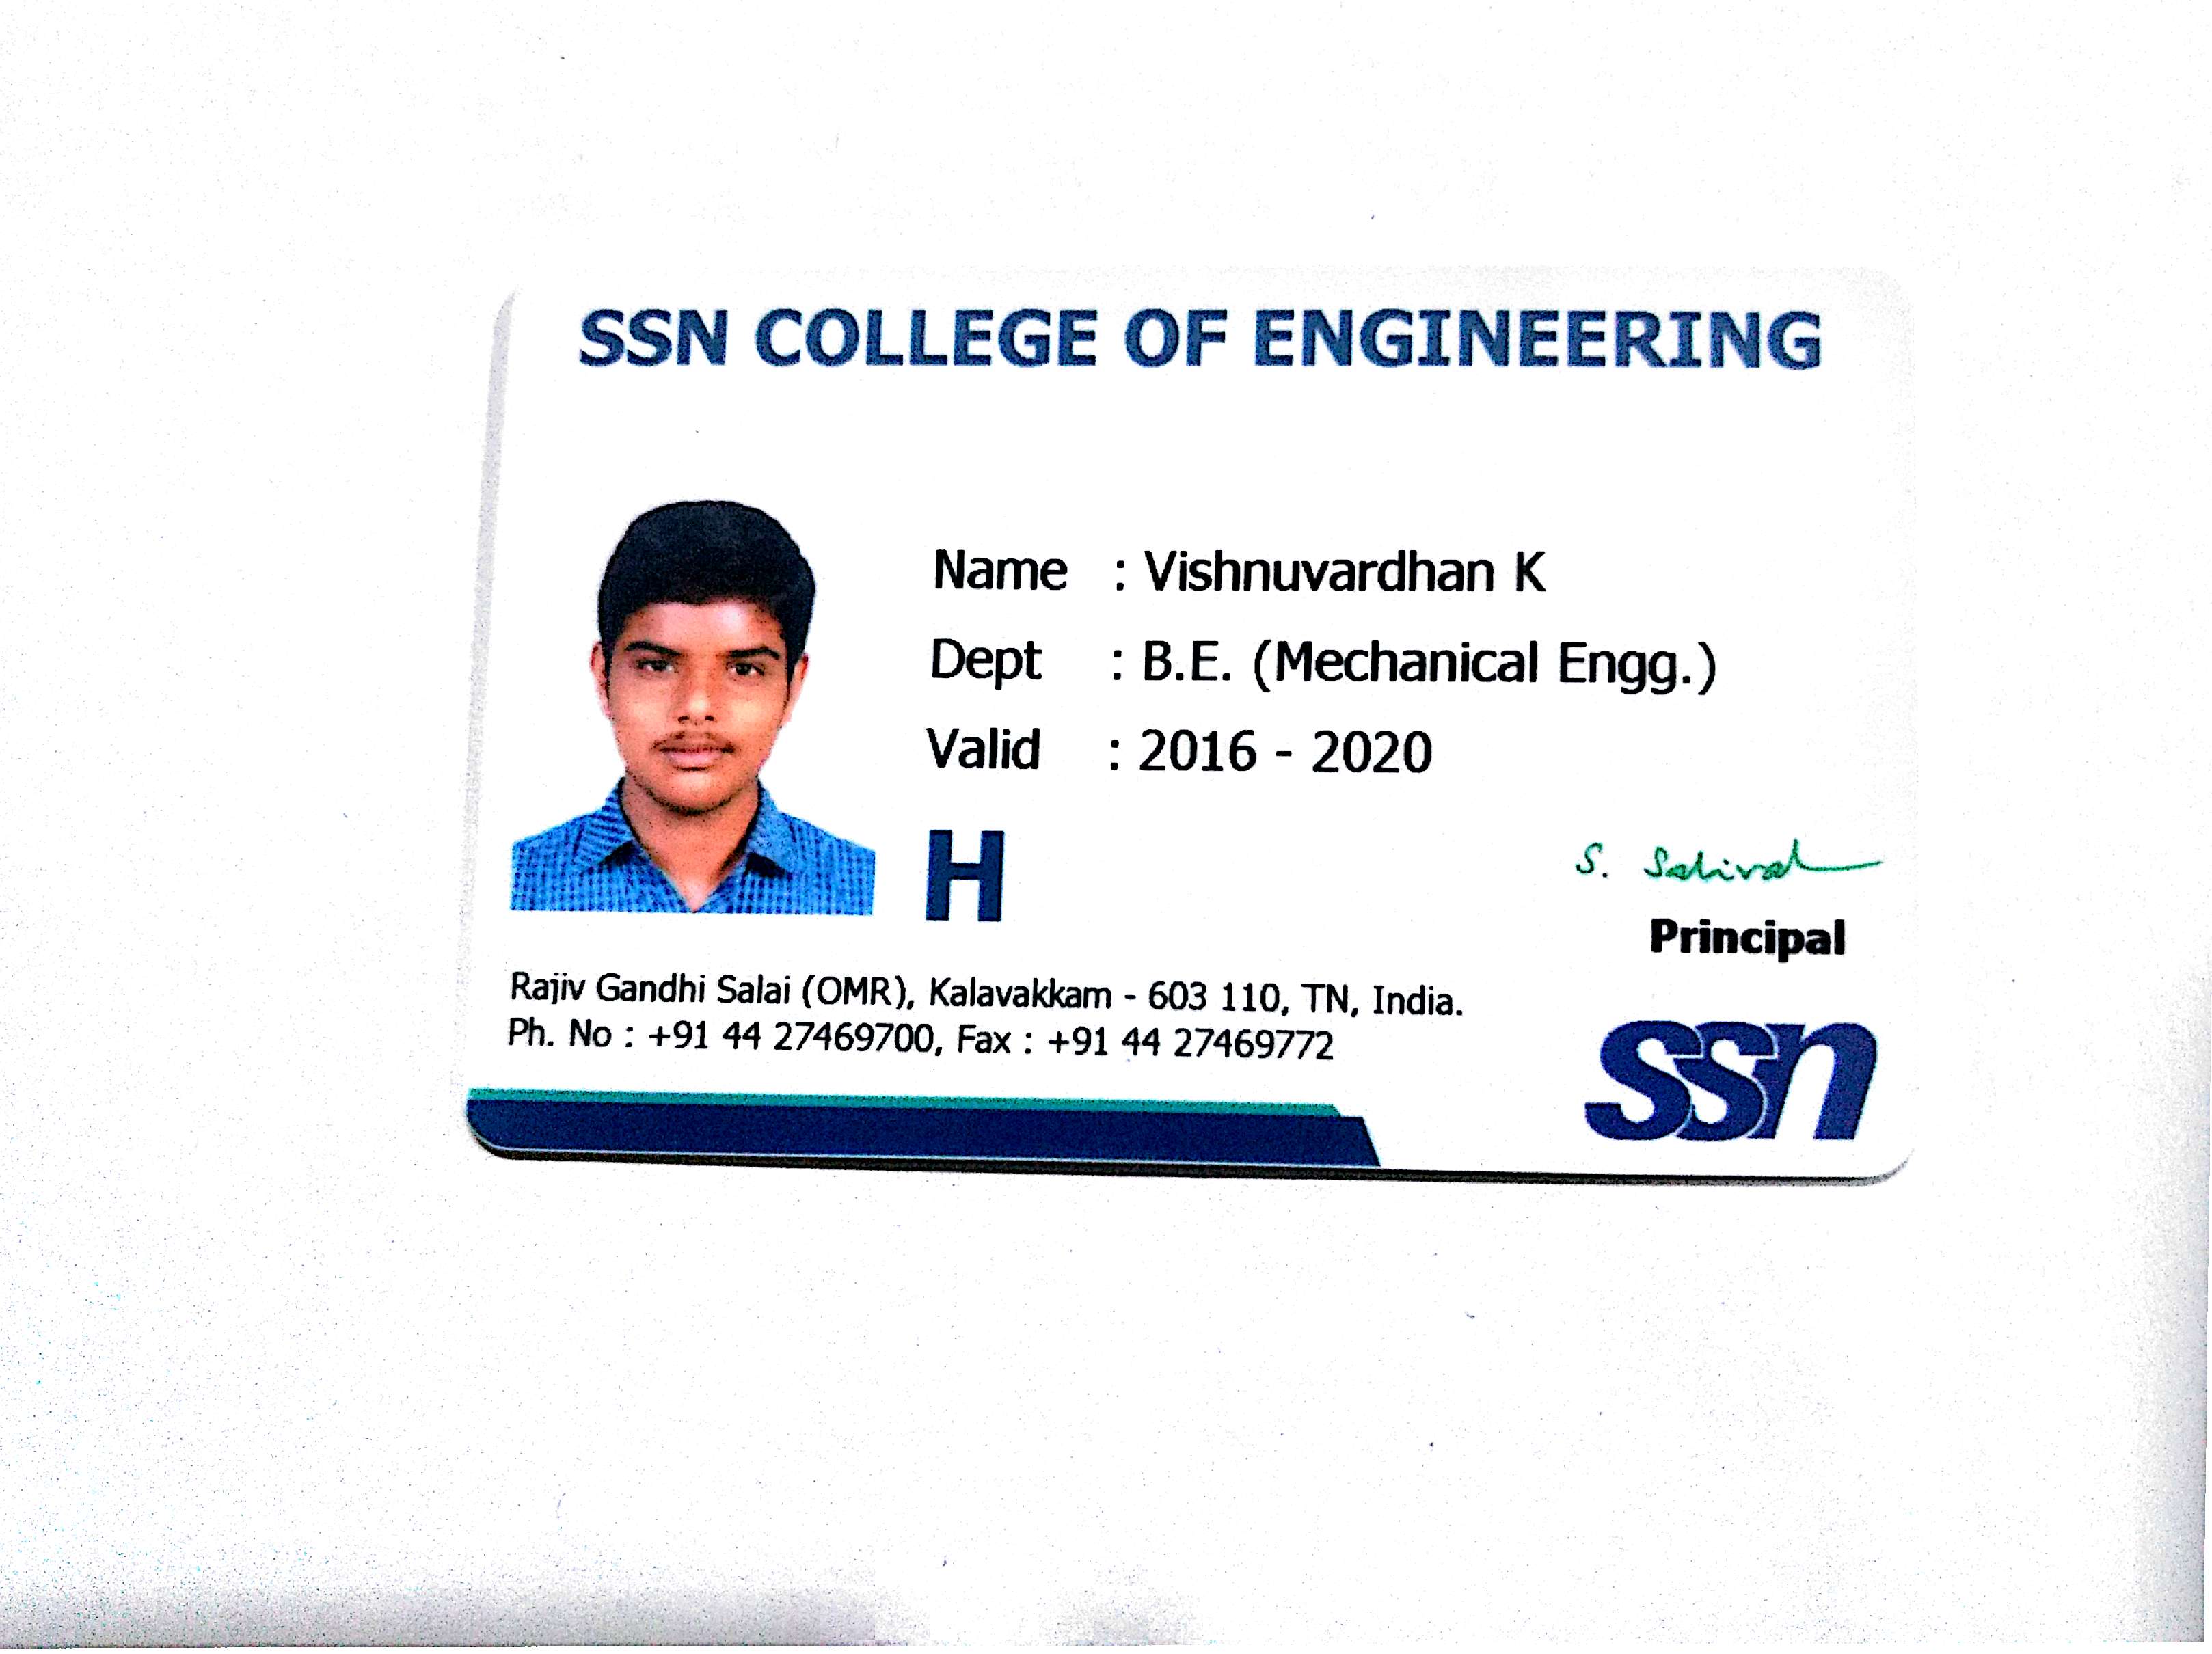 SSN COLLEGE OF ENGINEERING
Name : Vishnuvardhan K
Dept : B.E. (Mechanical Engg.)
Valid : 2016 - 2020
H
S.
Principal
Rajiv Gandhi Salai (OMR), Kalavakkam - 603 110, TN, India.
Ph. No : +91 44 27469700, Fax : +91 44 27469772
ssn